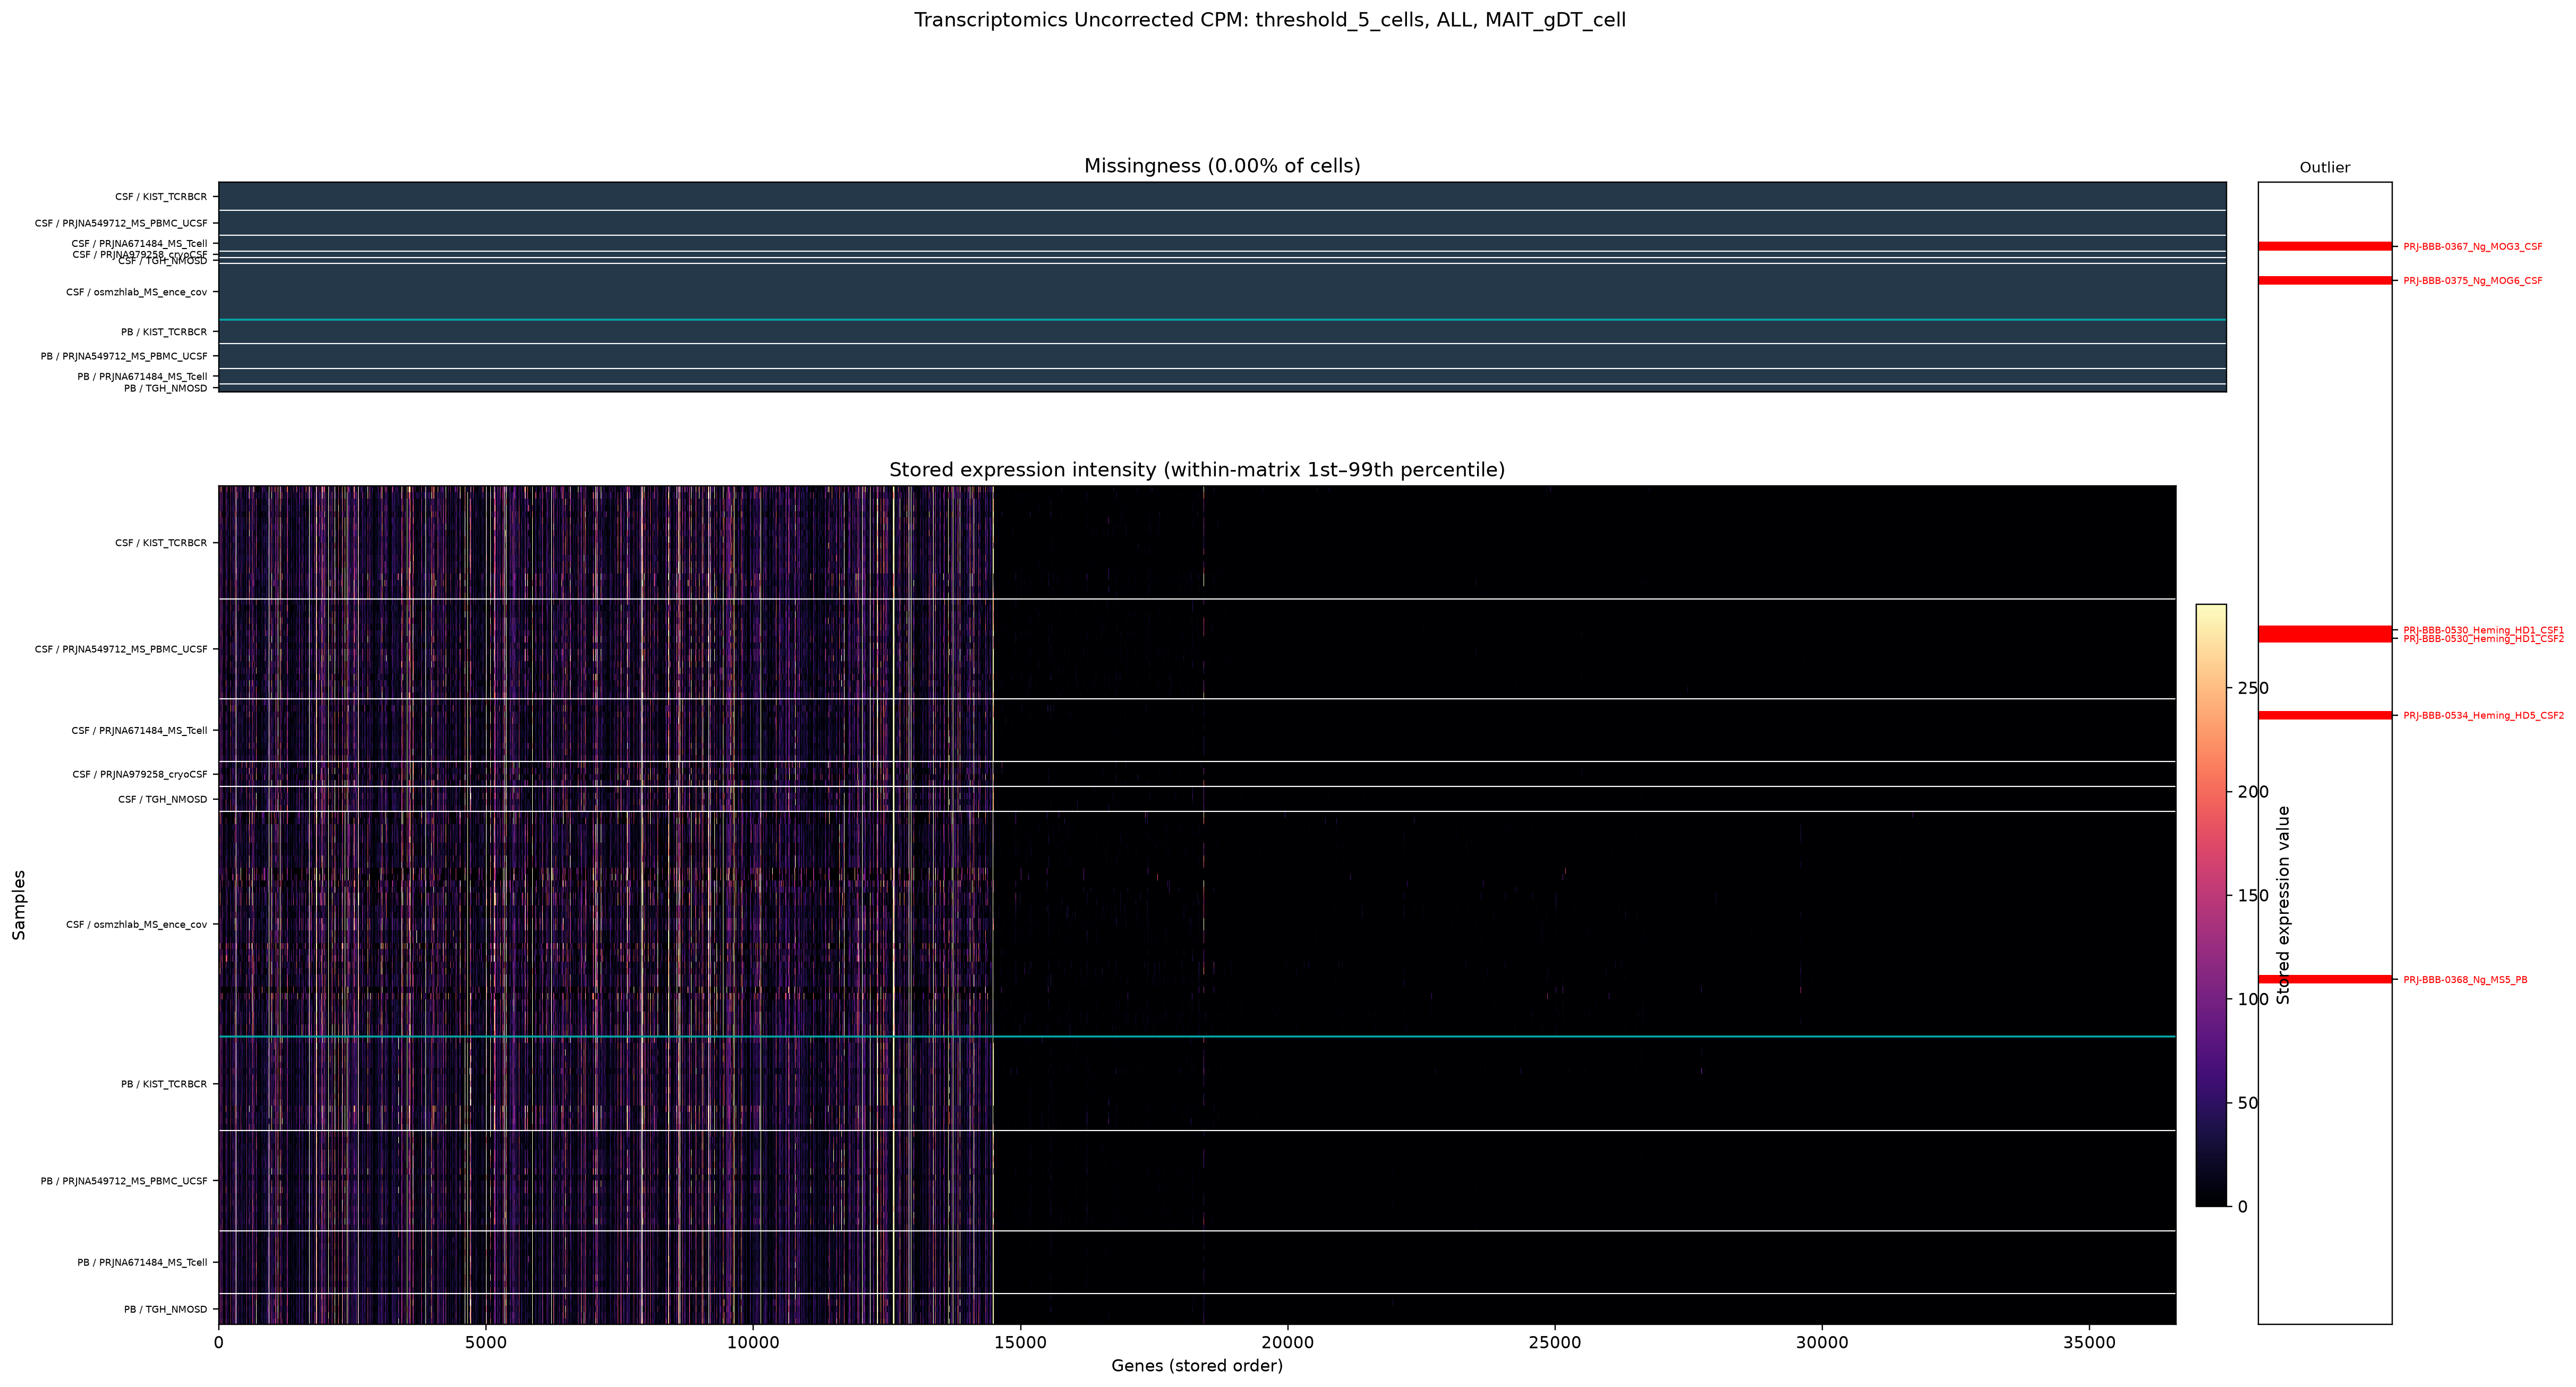 Transcriptomics Uncorrected CPM: threshold_5_cells, ALL, MAIT_gDT_cell
Missingness (0.00% of cells)
CSF / KIST_TCRBCR
CSF / PRJNA549712_MS_PBMC_UCSF
CSF / PRJNA671484_MS_Tcell
CSF / PRJNA979258_cryoCSF
CSF / TGH_NMOSD
CSF / osmzhlab_MS_ence_cov
PB / KIST_TCRBCR
PB / PRJNA549712_MS_PBMC_UCSF
PB / PRJNA671484_MS_Tcell
PB / TGH_NMOSD
Outlier
PRJ-BBB-0367_Ng_MOG3_CSF
PRJ-BBB-0375_Ng_MOG6_CSF
PRJ-BBB-0530_Heming_HD1_CSF1
PRJ-BBB-0530_Heming_HD1_CSF2
PRJ-BBB-0534_Heming_HD5_CSF2
PRJ-BBB-0368_Ng_MS5_PB
Stored expression intensity (within-matrix 1st–99th percentile)
Samples
CSF / KIST_TCRBCR
CSF / PRJNA549712_MS_PBMC_UCSF
CSF / PRJNA671484_MS_Tcell
CSF / PRJNA979258_cryoCSF
CSF / TGH_NMOSD
CSF / osmzhlab_MS_ence_cov
PB / KIST_TCRBCR
PB / PRJNA549712_MS_PBMC_UCSF
PB / PRJNA671484_MS_Tcell
PB / TGH_NMOSD
0 5000 10000 15000 20000 25000 30000 35000
Genes (stored order)
250
200
150
100
50
0
Stored expression value